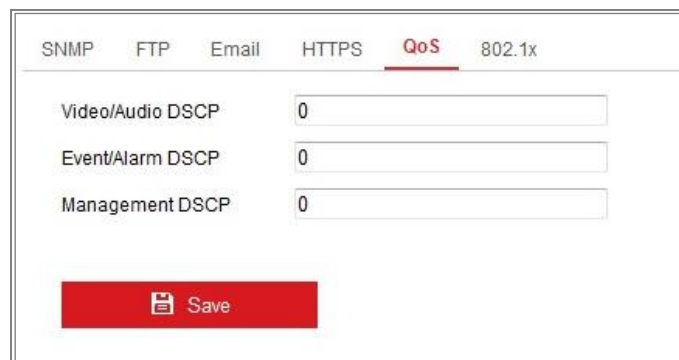 SNMP FTP Email HTTPS QoS 802.1x
Video/Audio DSCP 0
Event/Alarm DSCP 0
Management DSCP 0
Save